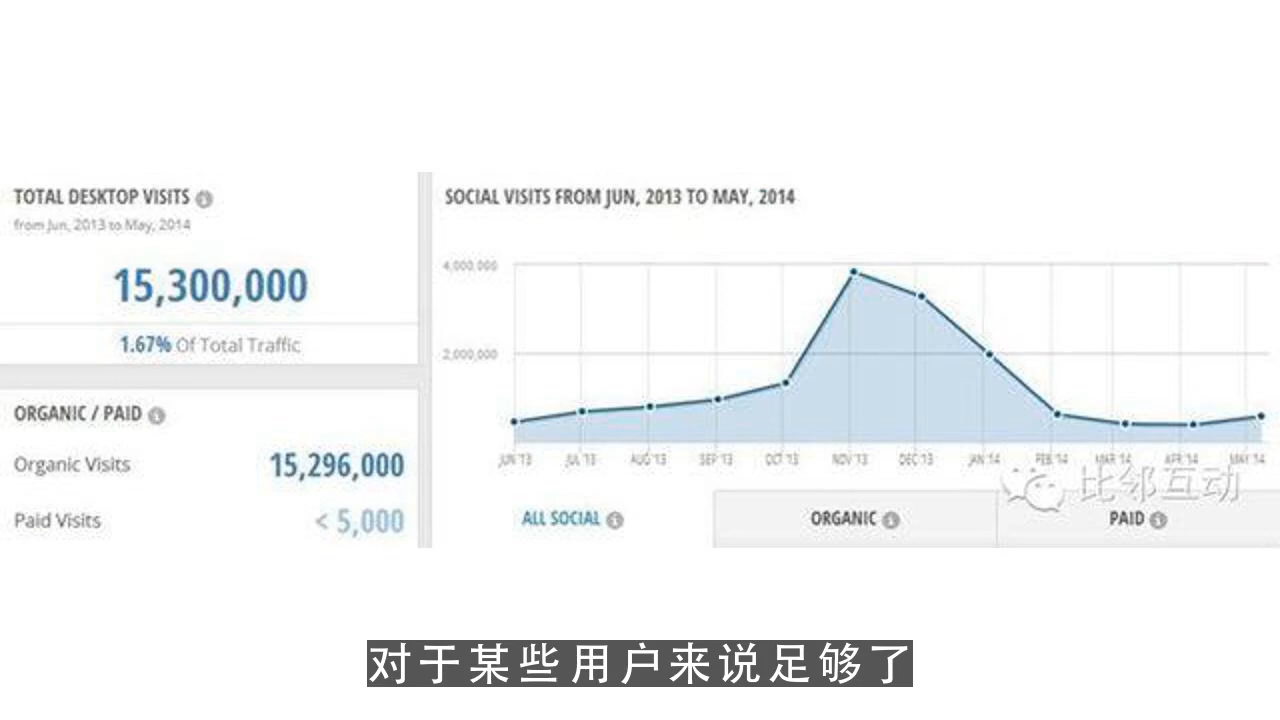 TOTAL DESKTOP VISITS
from Jun, 2013 to May, 2014
15,300,000
1.67% Of Total Traffic
ORGANIC / PAID
Organic Visits 15,296,000
Paid Visits < 5,000
SOCIAL VISITS FROM JUN, 2013 TO MAY, 2014
4,000,000
2,000,000
JUN '13 JUL '13 AUG '13 SEP '13 OCT '13 NOV '13 DEC '13 JAN '14 FEB '14 MAR '14 APR '14 MAY '14
比邻互动
ALL SOCIAL ORGANIC PAID
对于某些用户来说足够了